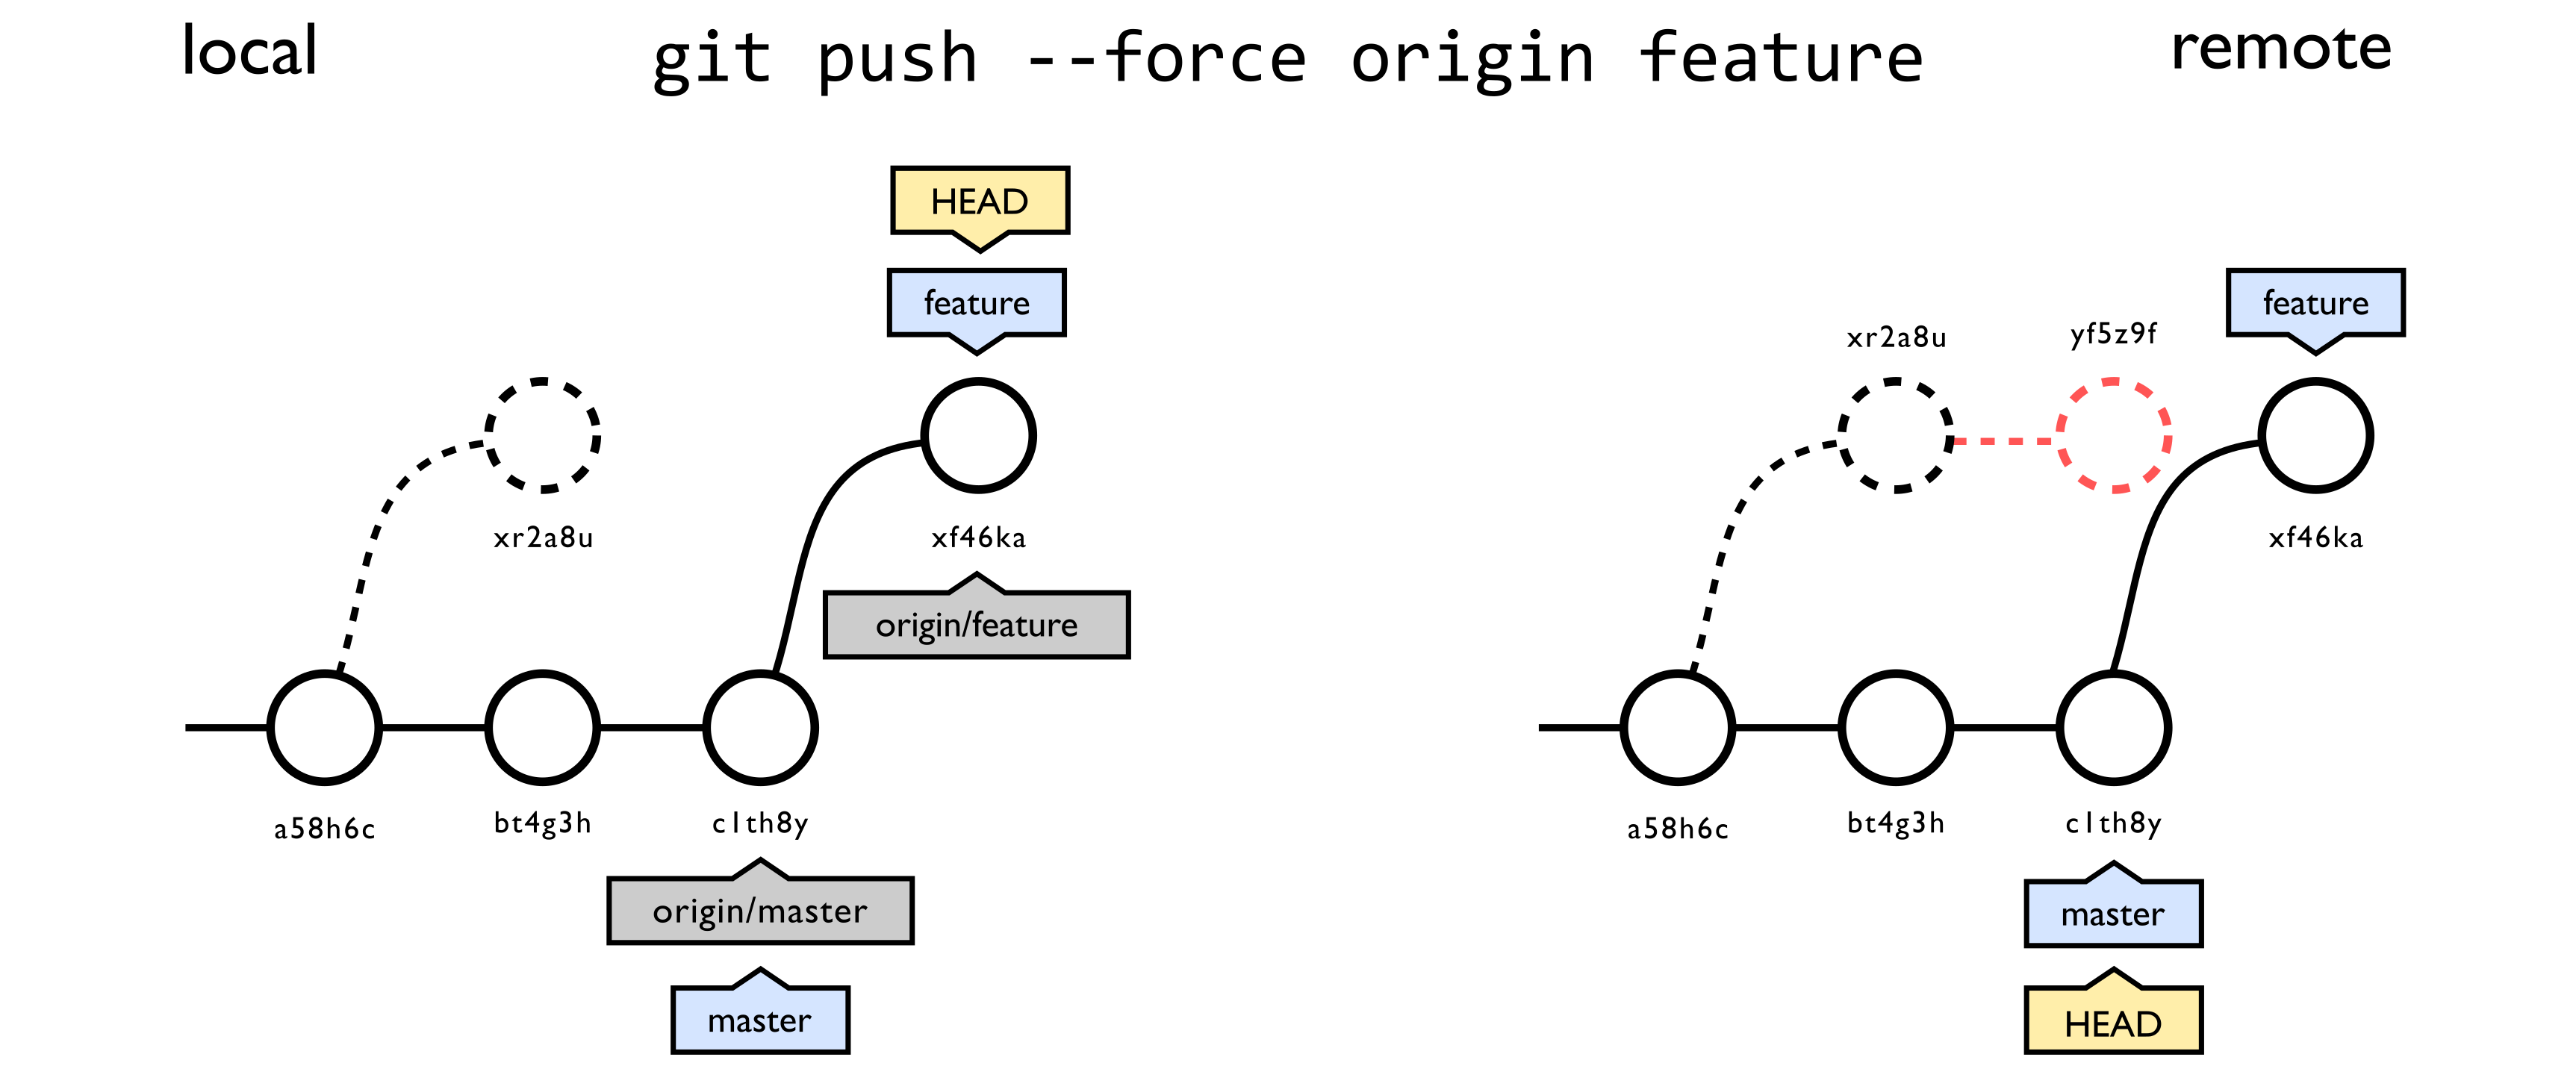 local
git push --force origin feature
remote
HEAD
feature
xr2a8u
xf46ka
origin/feature
a58h6c
bt4g3h
c1th8y
origin/master
master
feature
xr2a8u
yf5z9f
xf46ka
a58h6c
bt4g3h
c1th8y
master
HEAD